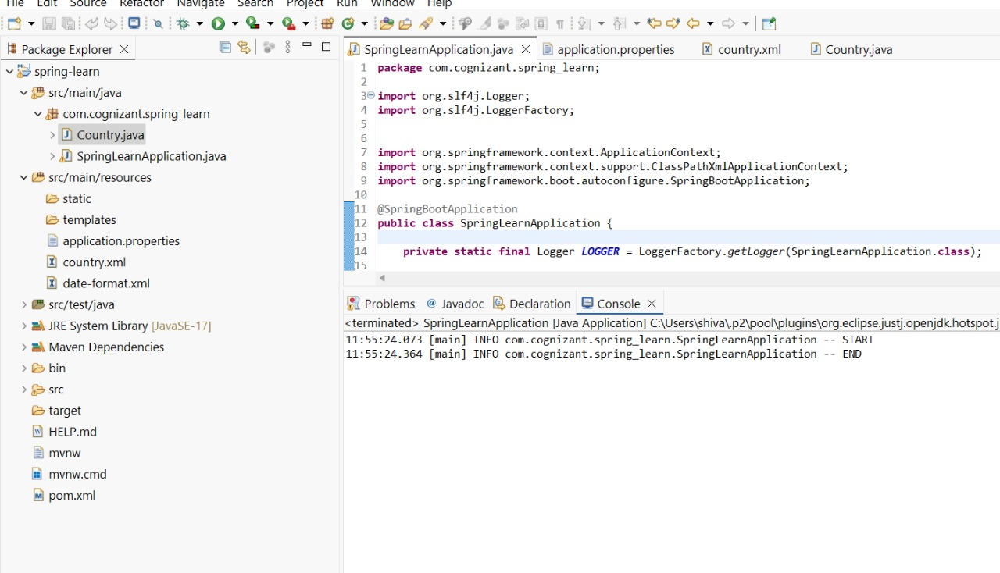 File Edit Source Refactor Navigate Search Project Run Window Help
Package Explorer
spring-learn
src/main/java
com.cognizant.spring_learn
Country.java
SpringLearnApplication.java
src/main/resources
static
templates
application.properties
country.xml
date-format.xml
src/test/java
JRE System Library [JavaSE-17]
Maven Dependencies
bin
src
target
HELP.md
mvnw
mvnw.cmd
pom.xml
SpringLearnApplication.java application.properties country.xml Country.java
1 package com.cognizant.spring_learn;
2
3 import org.slf4j.Logger;
4 import org.slf4j.LoggerFactory;
5
6
7 import org.springframework.context.ApplicationContext;
8 import org.springframework.context.support.ClassPathXmlApplicationContext;
9 import org.springframework.boot.autoconfigure.SpringBootApplication;
10
11 @SpringBootApplication
12 public class SpringLearnApplication {
13
14 private static final Logger LOGGER = LoggerFactory.getLogger(SpringLearnApplication.class);
15
Problems @ Javadoc Declaration Console
<terminated> SpringLearnApplication [Java Application] C:\Users\shiva\.p2\pool\plugins\org.eclipse.justj.openjdk.hotspot.j
11:55:24.073 [main] INFO com.cognizant.spring_learn.SpringLearnApplication -- START
11:55:24.364 [main] INFO com.cognizant.spring_learn.SpringLearnApplication -- END